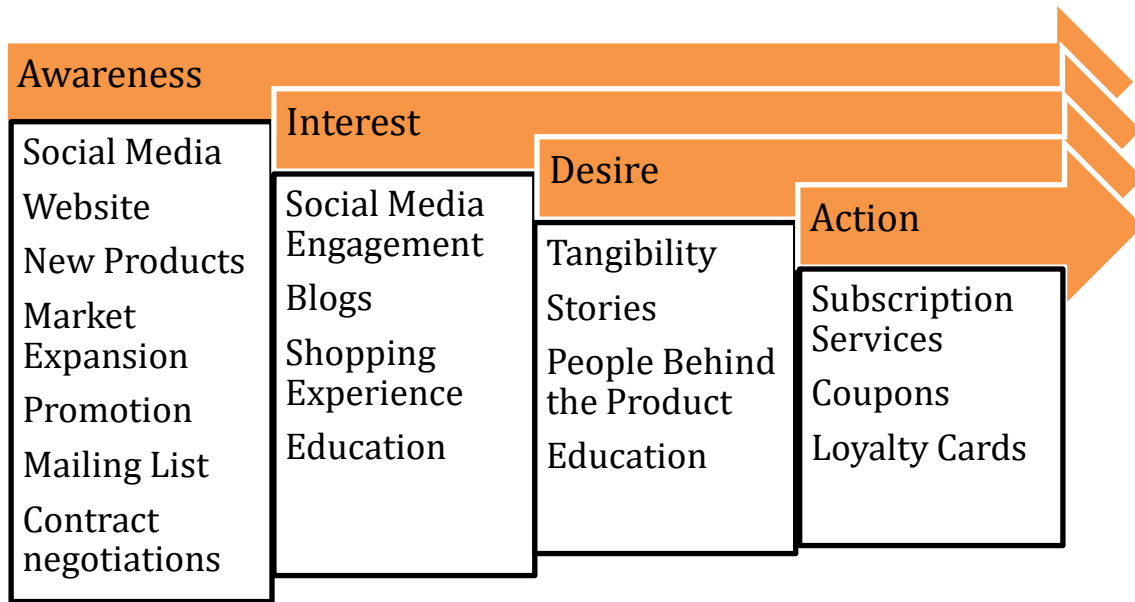 Awareness
Social Media
Website
New Products
Market
Expansion
Promotion
Mailing List
Contract
negotiations
Interest
Social Media
Engagement
Blogs
Shopping
Experience
Education
Desire
Tangibility
Stories
People Behind
the Product
Education
Action
Subscription
Services
Coupons
Loyalty Cards